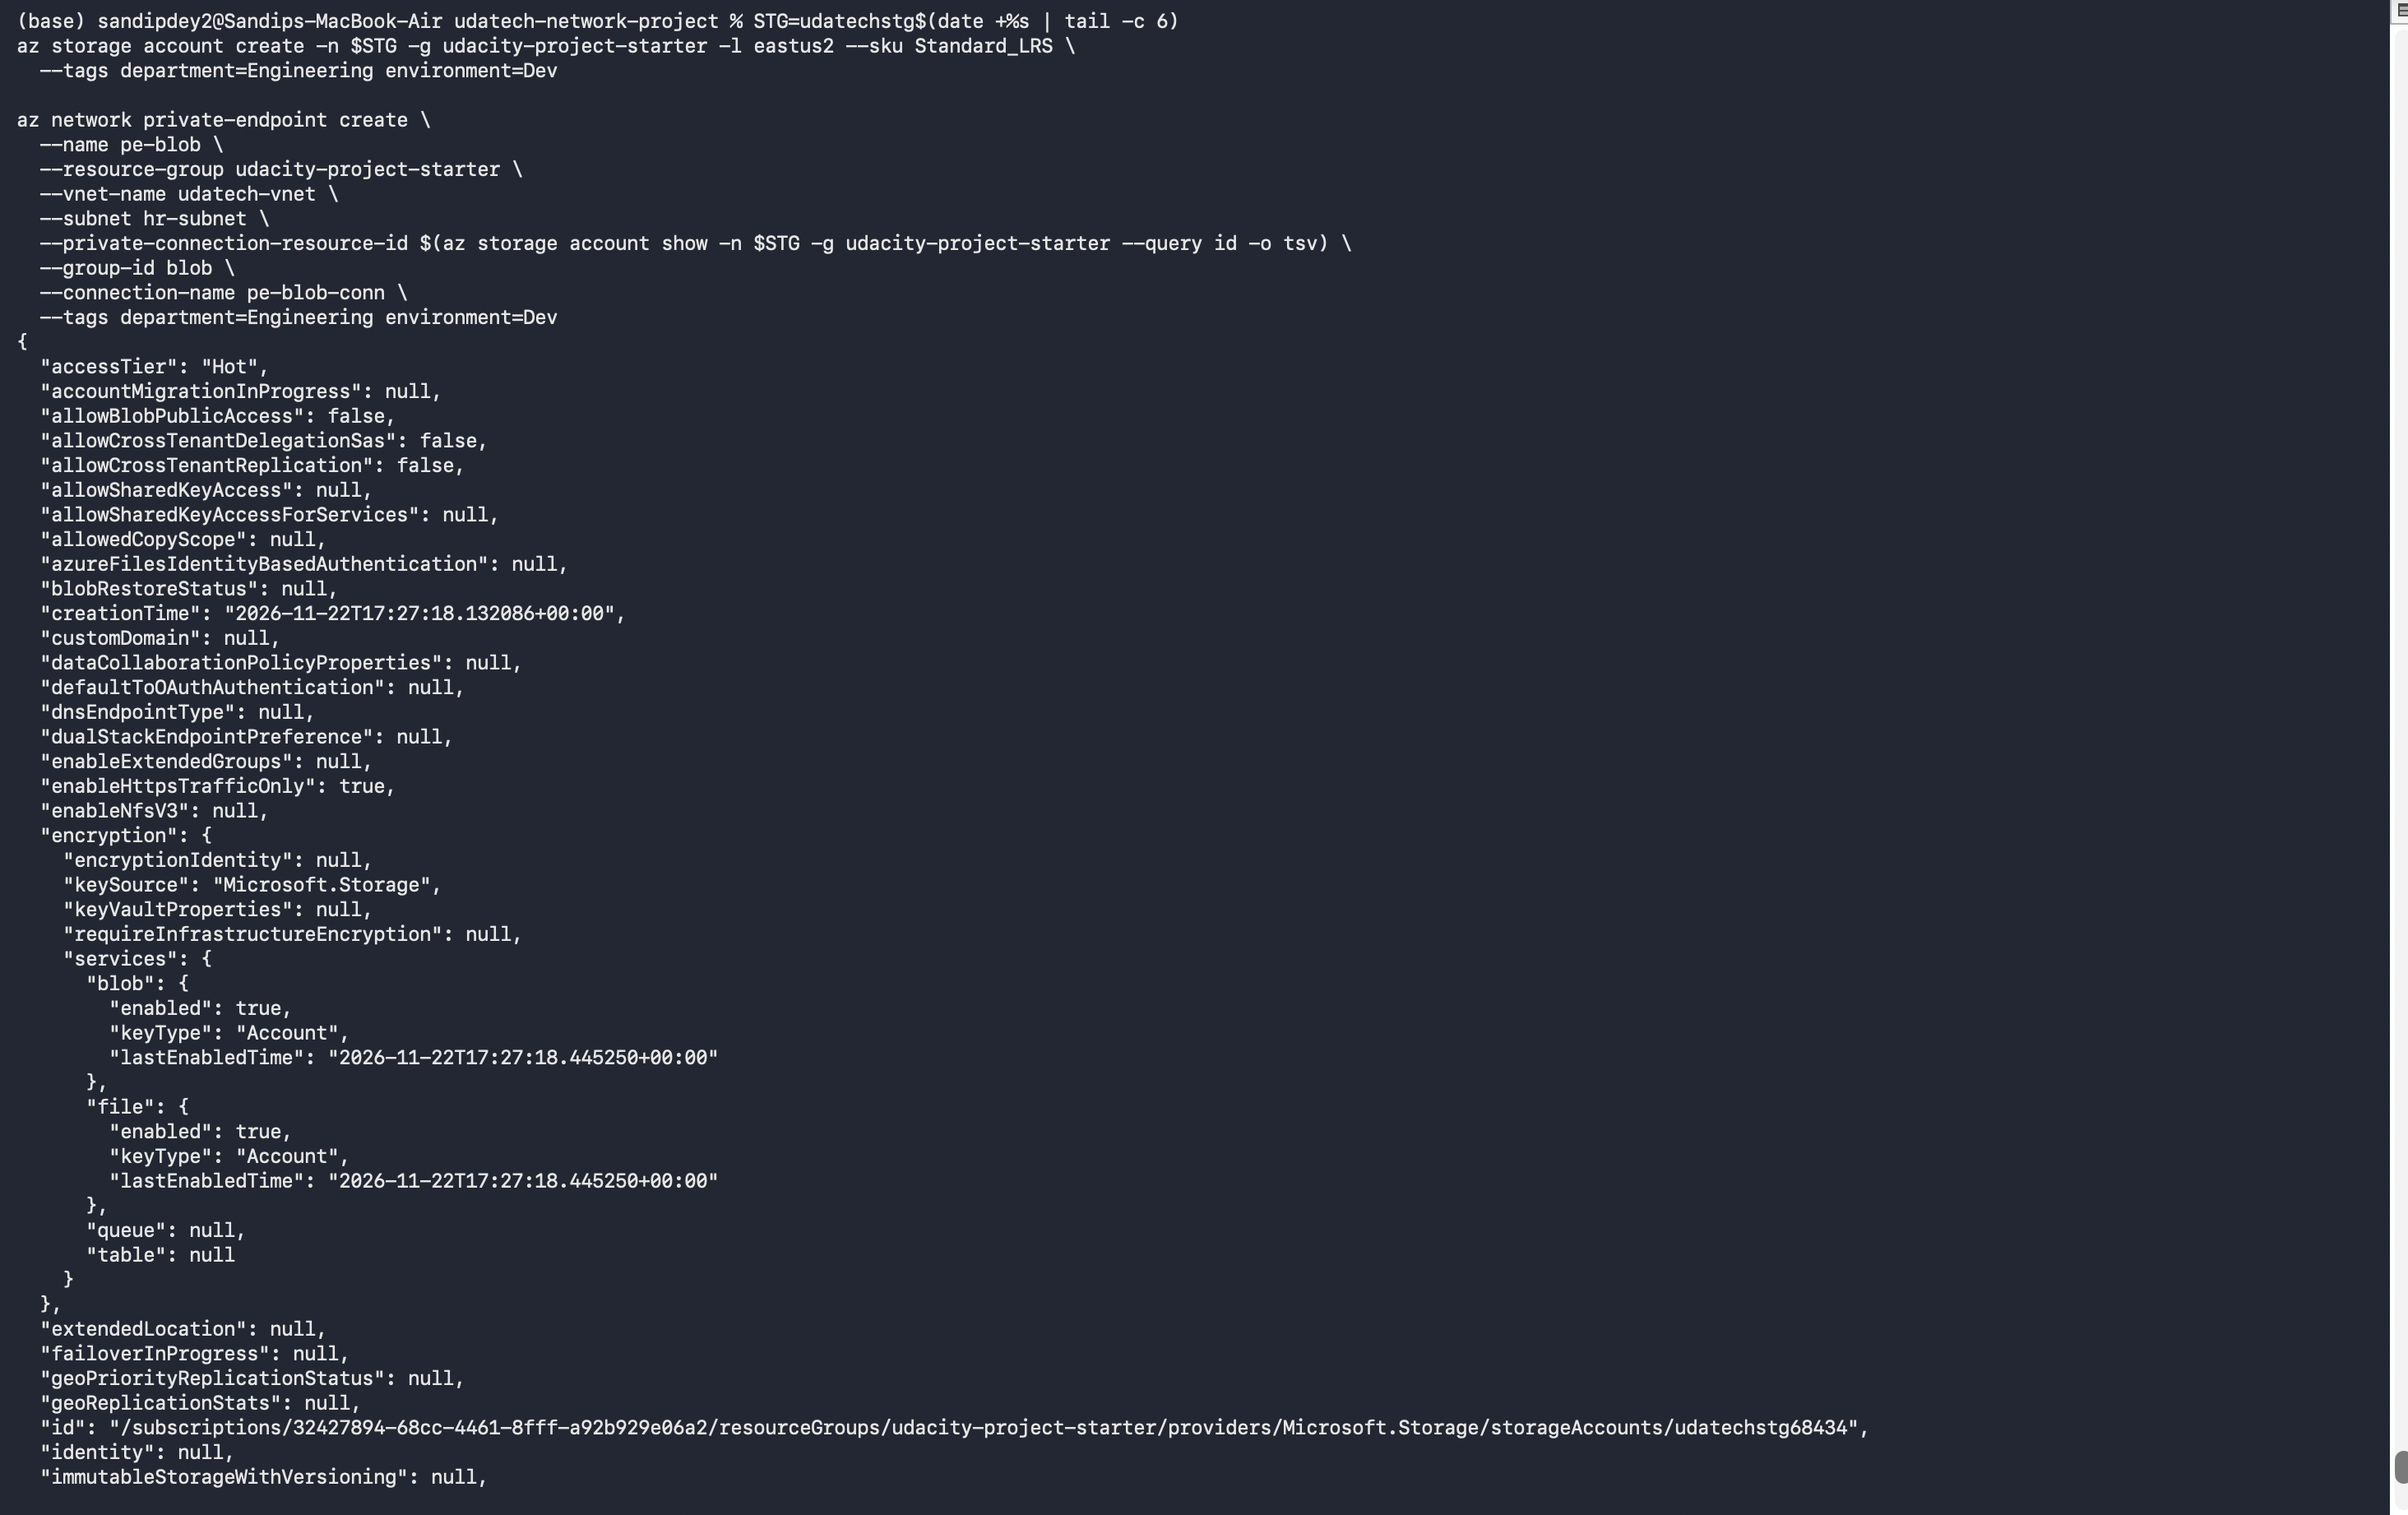 (base) sandipdey2@Sandips-MacBook-Air udatech-network-project % STG=udatechstg$(date +%s | tail -c 6)
az storage account create -n $STG -g udacity-project-starter -l eastus2 --sku Standard_LRS \
  --tags department=Engineering environment=Dev

az network private-endpoint create \
  --name pe-blob \
  --resource-group udacity-project-starter \
  --vnet-name udatech-vnet \
  --subnet hr-subnet \
  --private-connection-resource-id $(az storage account show -n $STG -g udacity-project-starter --query id -o tsv) \
  --group-id blob \
  --connection-name pe-blob-conn \
  --tags department=Engineering environment=Dev
{
  "accessTier": "Hot",
  "accountMigrationInProgress": null,
  "allowBlobPublicAccess": false,
  "allowCrossTenantDelegationSas": false,
  "allowCrossTenantReplication": false,
  "allowSharedKeyAccess": null,
  "allowSharedKeyAccessForServices": null,
  "allowedCopyScope": null,
  "azureFilesIdentityBasedAuthentication": null,
  "blobRestoreStatus": null,
  "creationTime": "2026-11-22T17:27:18.132086+00:00",
  "customDomain": null,
  "dataCollaborationPolicyProperties": null,
  "defaultToOAuthAuthentication": null,
  "dnsEndpointType": null,
  "dualStackEndpointPreference": null,
  "enableExtendedGroups": null,
  "enableHttpsTrafficOnly": true,
  "enableNfsV3": null,
  "encryption": {
    "encryptionIdentity": null,
    "keySource": "Microsoft.Storage",
    "keyVaultProperties": null,
    "requireInfrastructureEncryption": null,
    "services": {
      "blob": {
        "enabled": true,
        "keyType": "Account",
        "lastEnabledTime": "2026-11-22T17:27:18.445250+00:00"
      },
      "file": {
        "enabled": true,
        "keyType": "Account",
        "lastEnabledTime": "2026-11-22T17:27:18.445250+00:00"
      },
      "queue": null,
      "table": null
    }
  },
  "extendedLocation": null,
  "failoverInProgress": null,
  "geoPriorityReplicationStatus": null,
  "geoReplicationStats": null,
  "id": "/subscriptions/32427894-68cc-4461-8fff-a92b929e06a2/resourceGroups/udacity-project-starter/providers/Microsoft.Storage/storageAccounts/udatechstg68434",
  "identity": null,
  "immutableStorageWithVersioning": null,